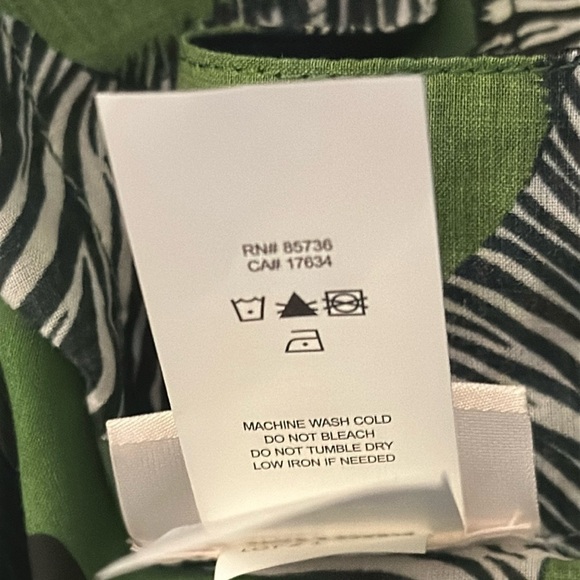 RN# 85736
CA# 17634
MACHINE WASH COLD
DO NOT BLEACH
DO NOT TUMBLE DRY
LOW IRON IF NEEDED